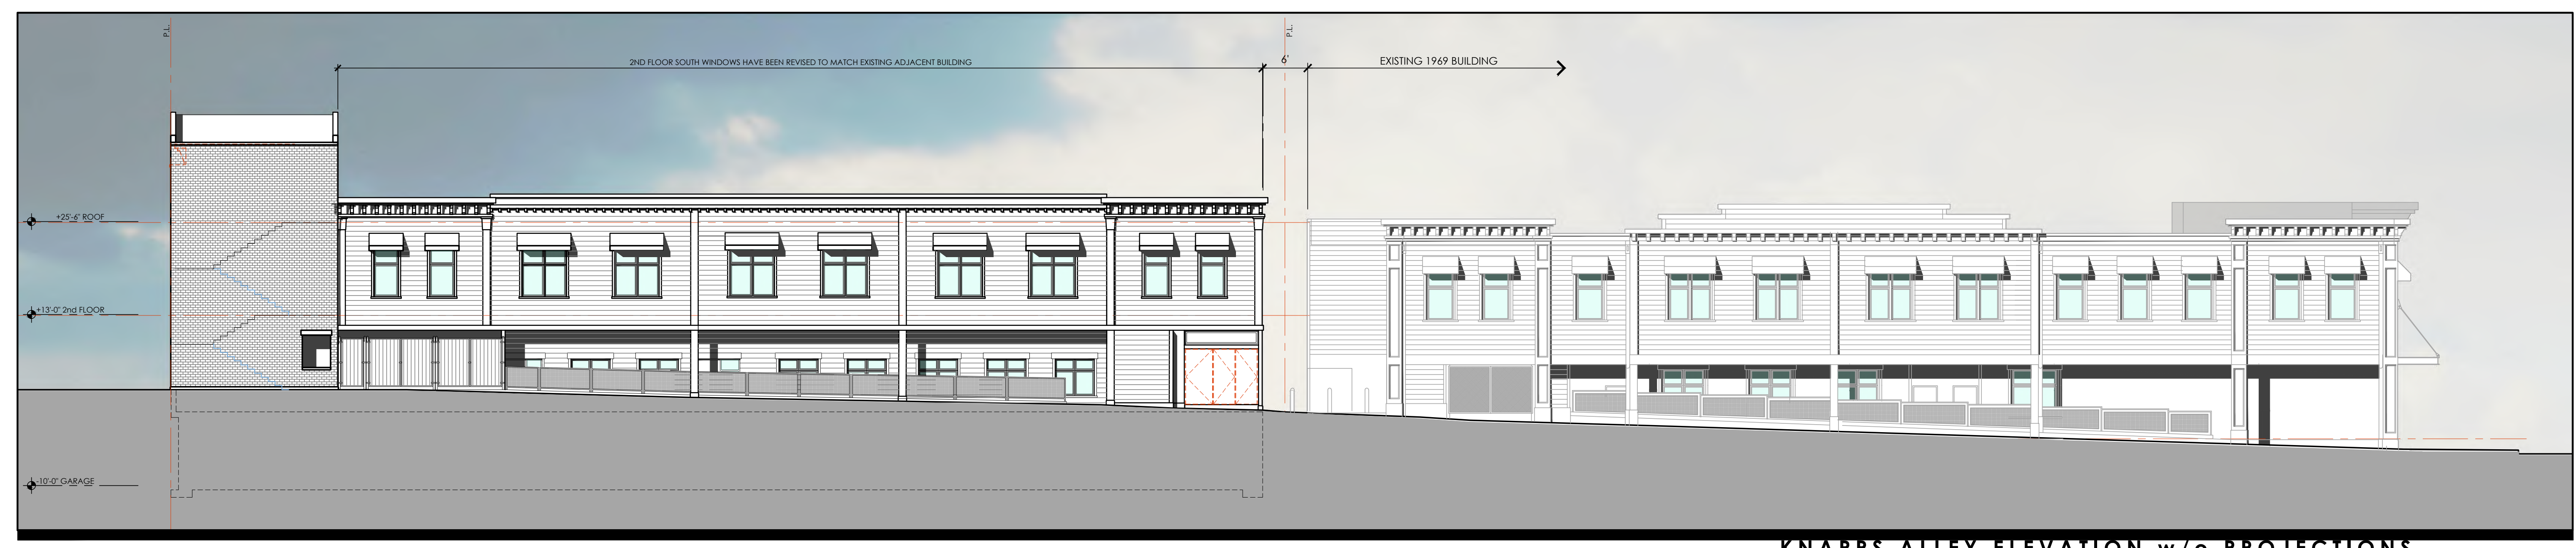 P.L.
P.L.
2ND FLOOR SOUTH WINDOWS HAVE BEEN REVISED TO MATCH EXISTING ADJACENT BUILDING
6'
EXISTING 1969 BUILDING
+25'-6" ROOF
+13'-0" 2nd FLOOR
-10'-0" GARAGE
KNAPPS ALLEY ELEVATION w/o PROJECTIONS